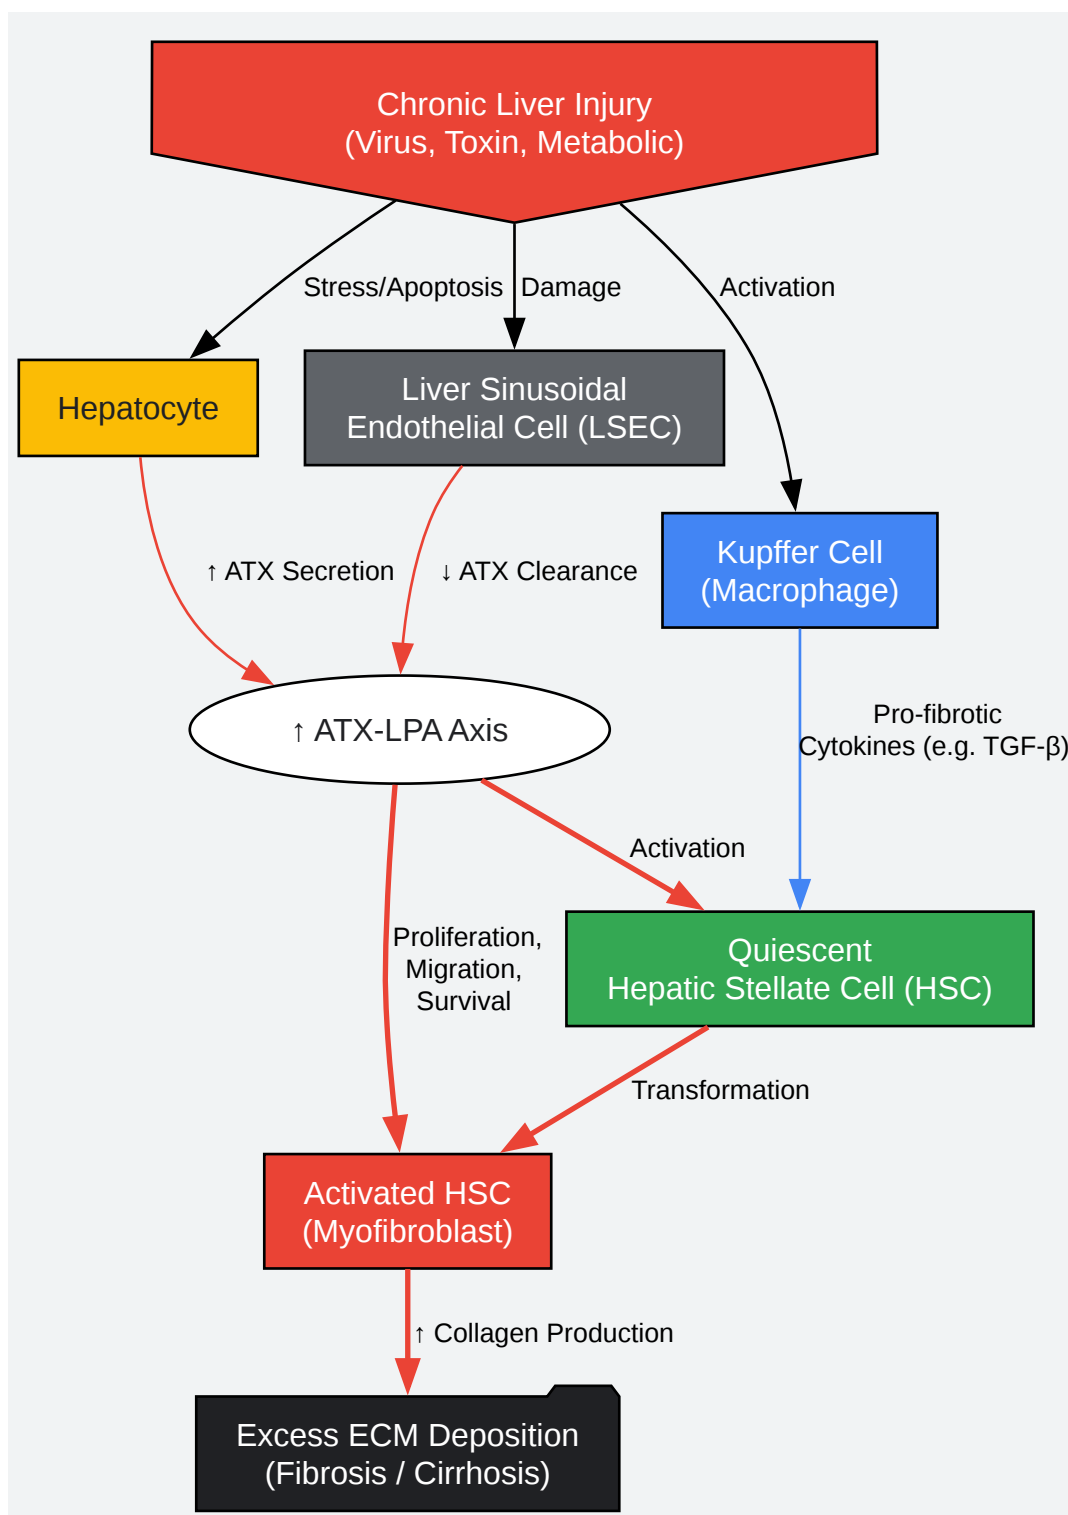 Chronic Liver Injury
(Virus, Toxin, Metabolic)
Stress/Apoptosis
Damage
Activation
Hepatocyte
Liver Sinusoidal
Endothelial Cell (LSEC)
Kupffer Cell
(Macrophage)
↑ ATX Secretion
↓ ATX Clearance
↑ ATX-LPA Axis
Pro-fibrotic
Cytokines (e.g. TGF-β)
Activation
Proliferation,
Migration,
Survival
Quiescent
Hepatic Stellate Cell (HSC)
Transformation
Activated HSC
(Myofibroblast)
↑ Collagen Production
Excess ECM Deposition
(Fibrosis / Cirrhosis)